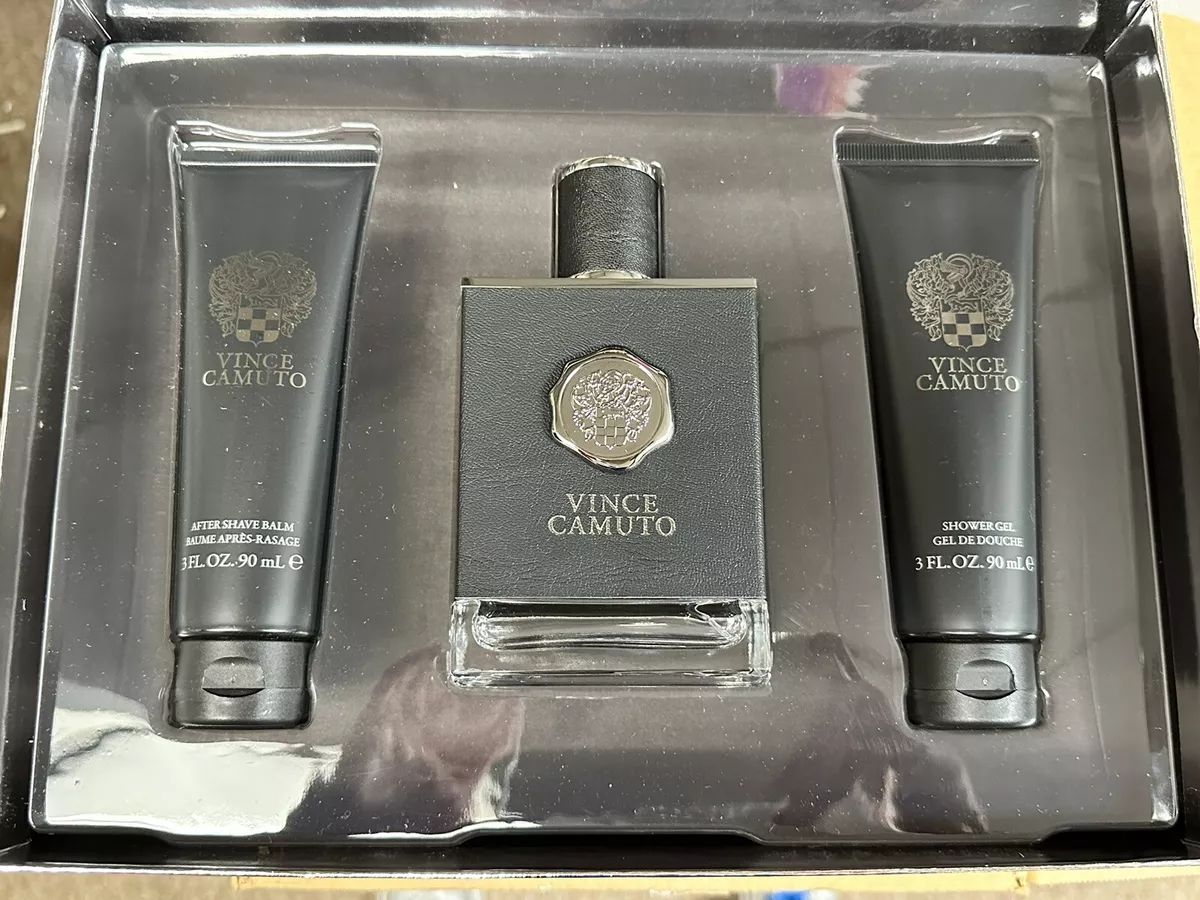 VINCE
CAMUTO
AFTER SHAVE BALM
BAUME APRÈS-RASAGE
3 FL. OZ. 90 mL ℮
VINCE
CAMUTO
VINCE
CAMUTO
SHOWER GEL
GEL DE DOUCHE
3 FL. OZ. 90 mL ℮